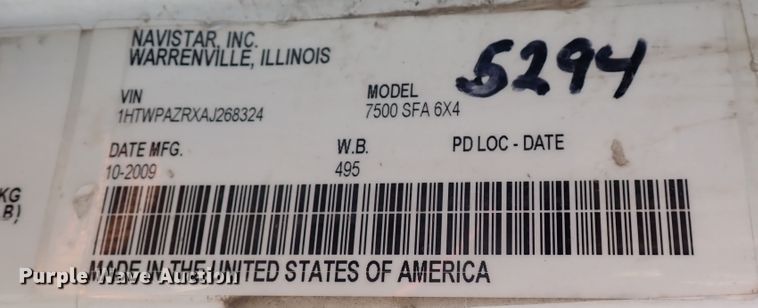 NAVISTAR, INC.
WARRENVILLE, ILLINOIS
5294
VIN MODEL
1HTWPAZRXAJ268324 7500 SFA 6X4
DATE MFG. W.B. PD LOC - DATE
10-2009 495
KG
B)
MADE IN THE UNITED STATES OF AMERICA
Purple Wave Auction